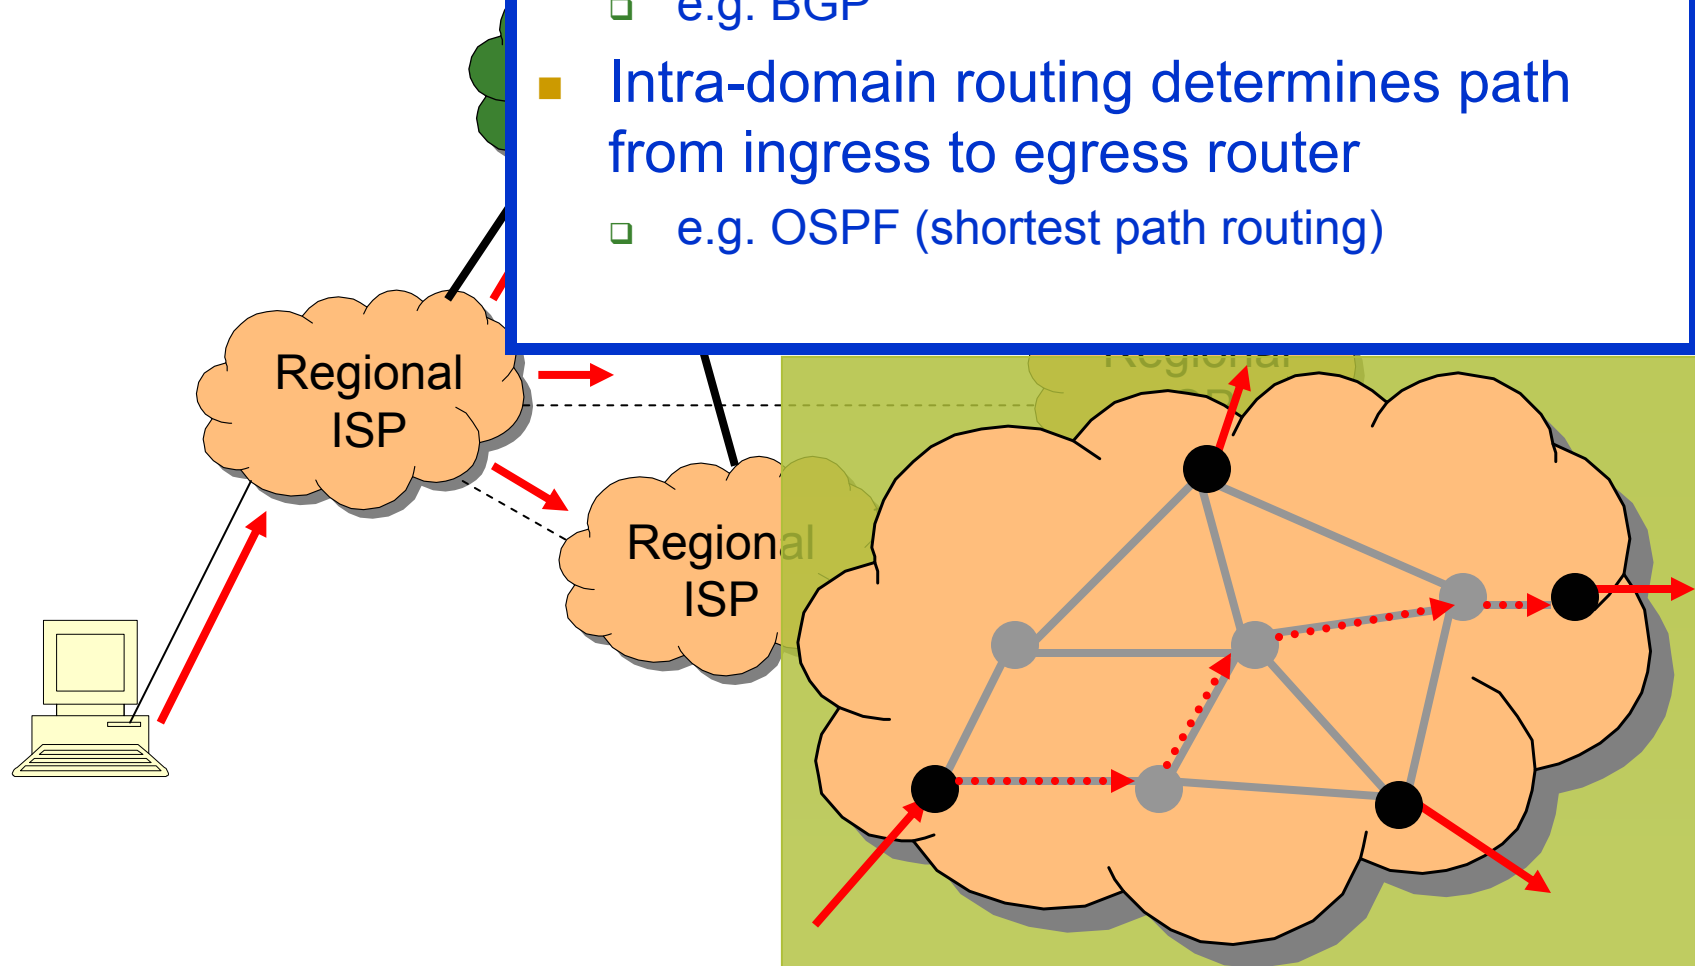 e.g. BGP
Intra-domain routing determines path
from ingress to egress router
e.g. OSPF (shortest path routing)
Regional
ISP
Regional
ISP
Regional